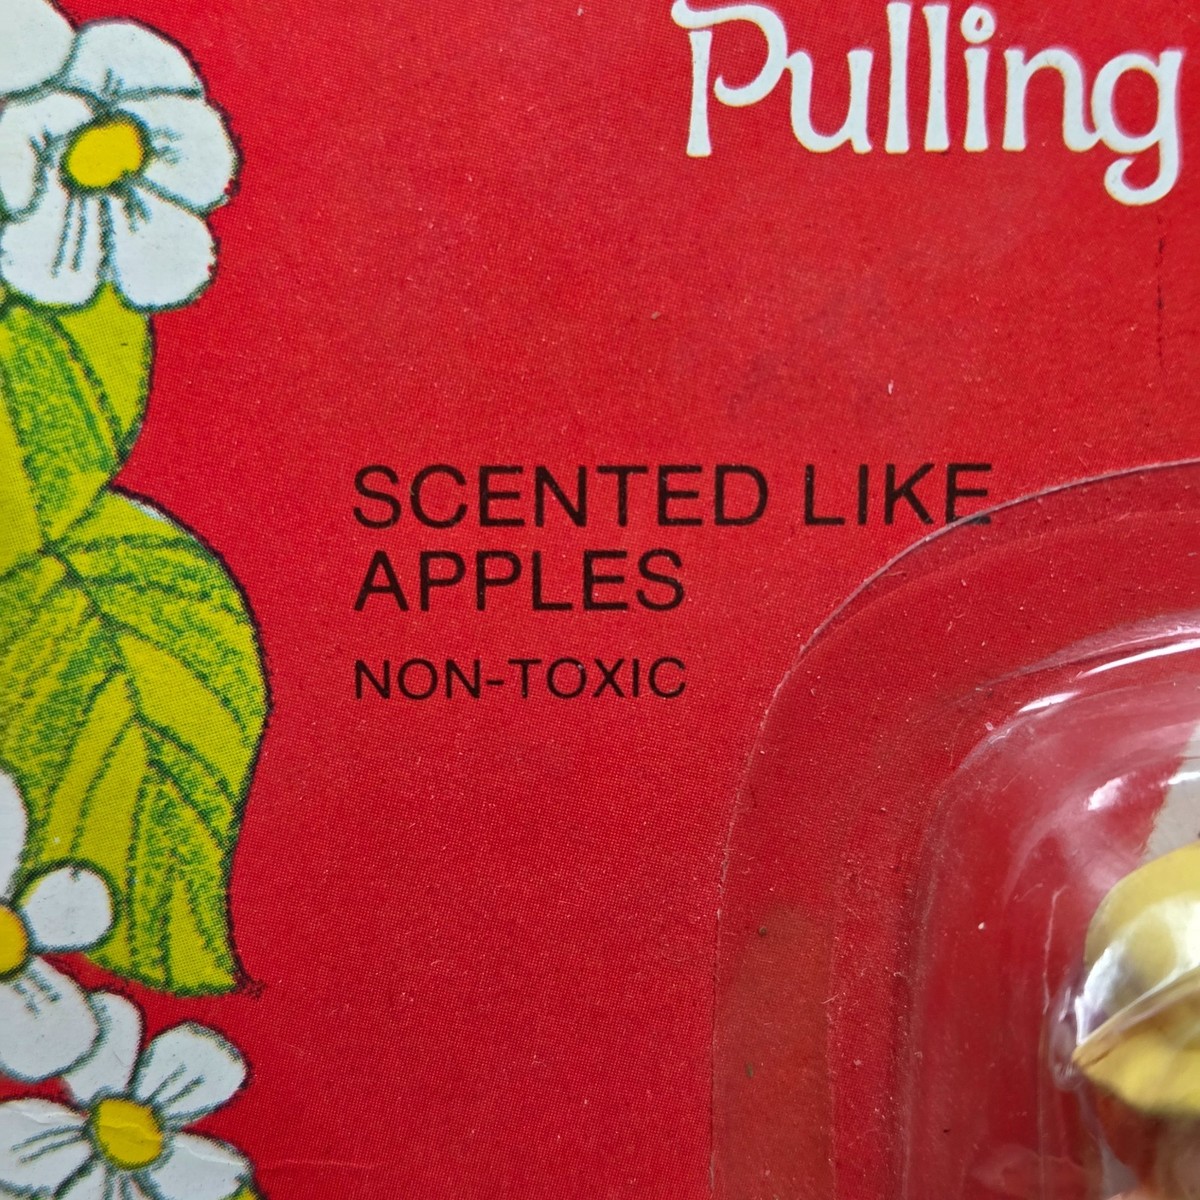 Pulling
SCENTED LIKE
APPLES
NON-TOXIC